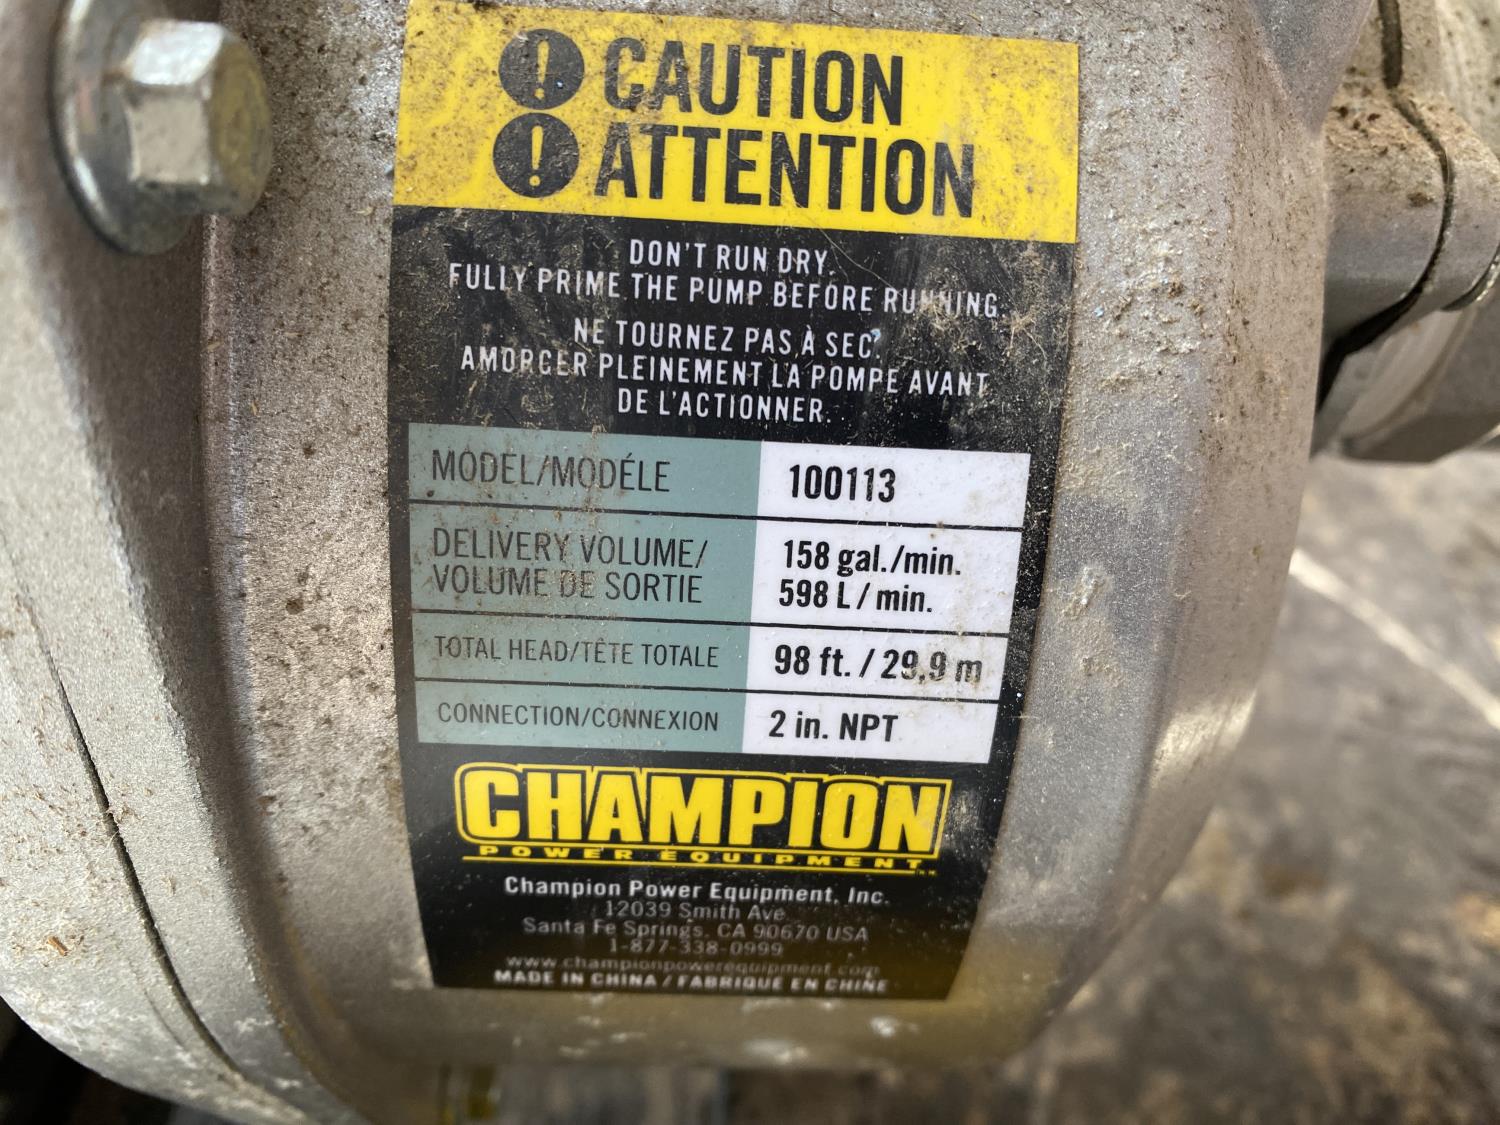 ! CAUTION
! ATTENTION
DON'T RUN DRY.
FULLY PRIME THE PUMP BEFORE RUNNING.
NE TOURNEZ PAS À SEC.
AMORCER PLEINEMENT LA POMPE AVANT
DE L'ACTIONNER.
MODEL/MODÉLE 100113
DELIVERY VOLUME/ 158 gal./min.
VOLUME DE SORTIE 598 L/min.
TOTAL HEAD/TÊTE TOTALE 98 ft. / 29,9 m
CONNECTION/CONNEXION 2 in. NPT
CHAMPION
POWER EQUIPMENT
Champion Power Equipment, Inc.
12039 Smith Ave.
Santa Fe Springs, CA 90670 USA
1-877-338-0999
www.championpowerequipment.com
MADE IN CHINA / FABRIQUE EN CHINE